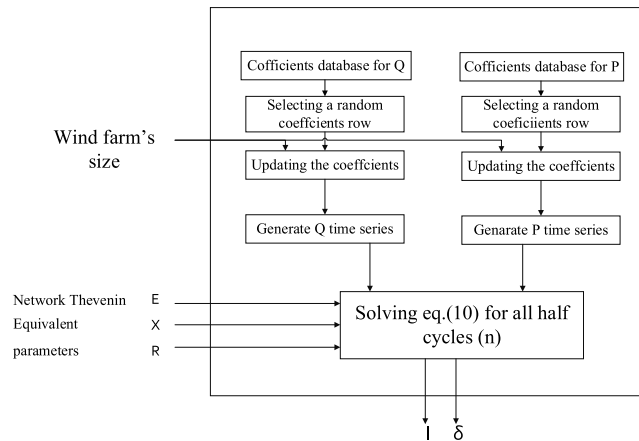 Cofficients database for Q
Cofficients database for P
Selecting a random
coeffcients row
Selecting a random
coeficiients row
Wind farm's
size
Updating the coeffcients
Updating the coeffcients
Generate Q time series
Genarate P time series
Network Thevenin E
Equivalent X
parameters R
Solving eq.(10) for all half
cycles (n)
I δ